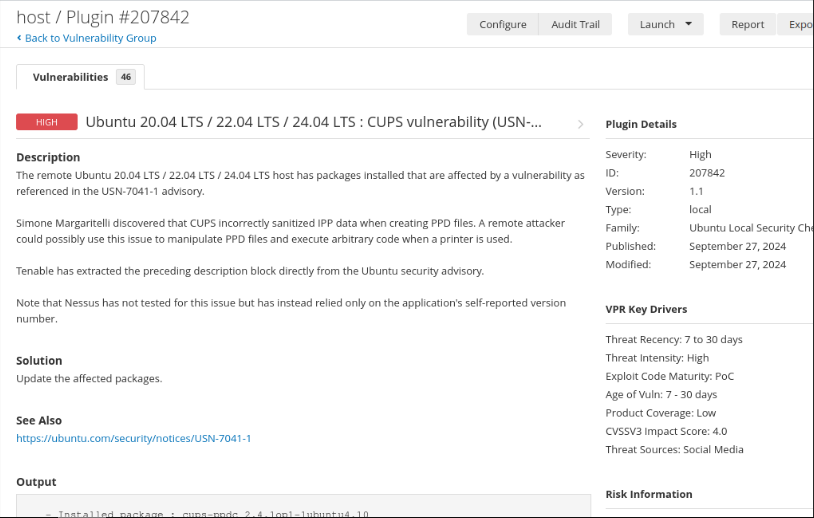 host / Plugin #207842
Back to Vulnerability Group
Configure
Audit Trail
Launch
Report
Expo
Vulnerabilities 46
HIGH
Ubuntu 20.04 LTS / 22.04 LTS / 24.04 LTS : CUPS vulnerability (USN-...
Description
The remote Ubuntu 20.04 LTS / 22.04 LTS / 24.04 LTS host has packages installed that are affected by a vulnerability as
referenced in the USN-7041-1 advisory.
Simone Margaritelli discovered that CUPS incorrectly sanitized IPP data when creating PPD files. A remote attacker
could possibly use this issue to manipulate PPD files and execute arbitrary code when a printer is used.
Tenable has extracted the preceding description block directly from the Ubuntu security advisory.
Note that Nessus has not tested for this issue but has instead relied only on the application's self-reported version
number.
Solution
Update the affected packages.
See Also
https://ubuntu.com/security/notices/USN-7041-1
Output
- Installed package : cups-ppdc_2.4.1op1-1ubuntu4.10
Plugin Details
Severity: High
ID: 207842
Version: 1.1
Type: local
Family: Ubuntu Local Security Che
Published: September 27, 2024
Modified: September 27, 2024
VPR Key Drivers
Threat Recency: 7 to 30 days
Threat Intensity: High
Exploit Code Maturity: PoC
Age of Vuln: 7 - 30 days
Product Coverage: Low
CVSSV3 Impact Score: 4.0
Threat Sources: Social Media
Risk Information